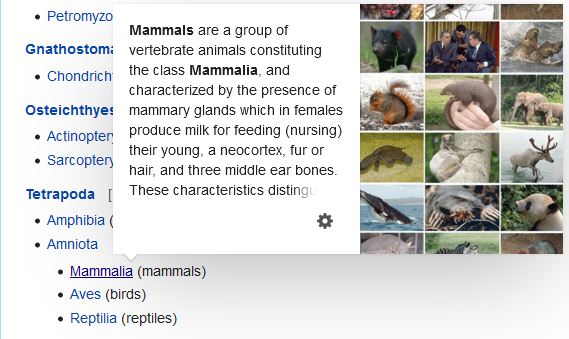 Petromyzo
Gnathostoma
Chondricht
Osteichthyes
Actinoptery
Sarcoptery
Tetrapoda [
Amphibia (
Amniota
Mammalia (mammals)
Aves (birds)
Reptilia (reptiles)
Mammals are a group of
vertebrate animals constituting
the class Mammalia, and
characterized by the presence of
mammary glands which in females
produce milk for feeding (nursing)
their young, a neocortex, fur or
hair, and three middle ear bones.
These characteristics distingu